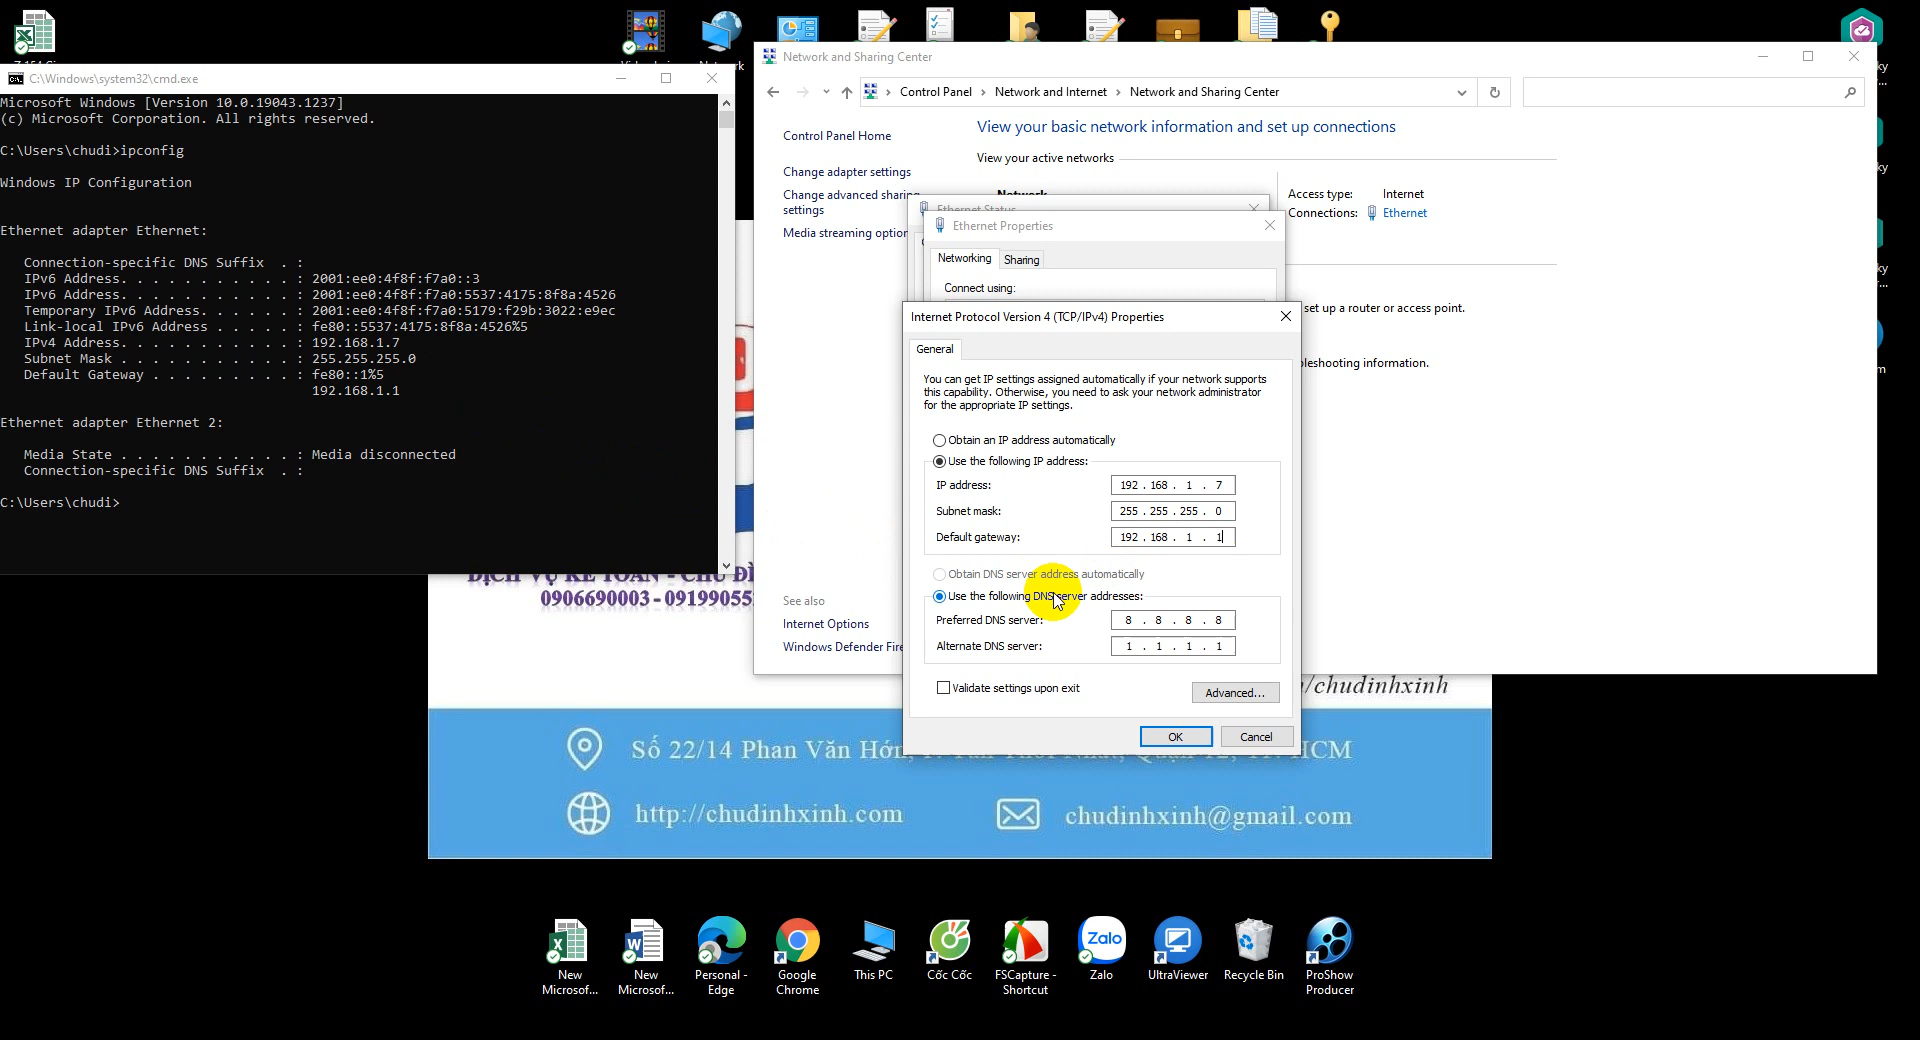 C:\Windows\system32\cmd.exe
Microsoft Windows [Version 10.0.19043.1237]
(c) Microsoft Corporation. All rights reserved.
C:\Users\chudi>ipconfig
Windows IP Configuration
Ethernet adapter Ethernet:
Connection-specific DNS Suffix . :
IPv6 Address. . . . . . . . . . . : 2001:ee0:4f8f:f7a0::3
IPv6 Address. . . . . . . . . . . : 2001:ee0:4f8f:f7a0:5537:4175:8f8a:4526
Temporary IPv6 Address. . . . . . : 2001:ee0:4f8f:f7a0:5179:f29b:3022:e9ec
Link-local IPv6 Address . . . . . : fe80::5537:4175:8f8a:4526%5
IPv4 Address. . . . . . . . . . . : 192.168.1.7
Subnet Mask . . . . . . . . . . . : 255.255.255.0
Default Gateway . . . . . . . . . : fe80::1%5
192.168.1.1
Ethernet adapter Ethernet 2:
Media State . . . . . . . . . . . : Media disconnected
Connection-specific DNS Suffix . :
C:\Users\chudi>
Network and Sharing Center
Control Panel > Network and Internet > Network and Sharing Center
Control Panel Home
Change adapter settings
Change advanced sharing
settings
Media streaming option
View your basic network information and set up connections
View your active networks
Network
Access type: Internet
Connections: Ethernet
set up a router or access point.
See also
Internet Options
Windows Defender Fire
Ethernet Status
Ethernet Properties
Networking
Sharing
Connect using:
Internet Protocol Version 4 (TCP/IPv4) Properties
General
You can get IP settings assigned automatically if your network supports
this capability. Otherwise, you need to ask your network administrator
for the appropriate IP settings.
Obtain an IP address automatically
Use the following IP address:
IP address: 192 . 168 . 1 . 7
Subnet mask: 255 . 255 . 255 . 0
Default gateway: 192 . 168 . 1 . 1
Obtain DNS server address automatically
Use the following DNS server addresses:
Preferred DNS server: 8 . 8 . 8 . 8
Alternate DNS server: 1 . 1 . 1 . 1
Validate settings upon exit
Advanced...
OK
Cancel
information.
DỊCH VỤ KẾ TOÁN - CHU
0906690003 -
/chudinhxinh
Số 22/14 Phan Văn Hớn,
http://chudinhxinh.com
chudinhxinh@gmail.com
New
Microsof...
New
Microsof...
Personal -
Edge
Google
Chrome
This PC
Cốc Cốc
FSCapture -
Shortcut
Zalo
Zalo
UltraViewer
Recycle Bin
ProShow
Producer